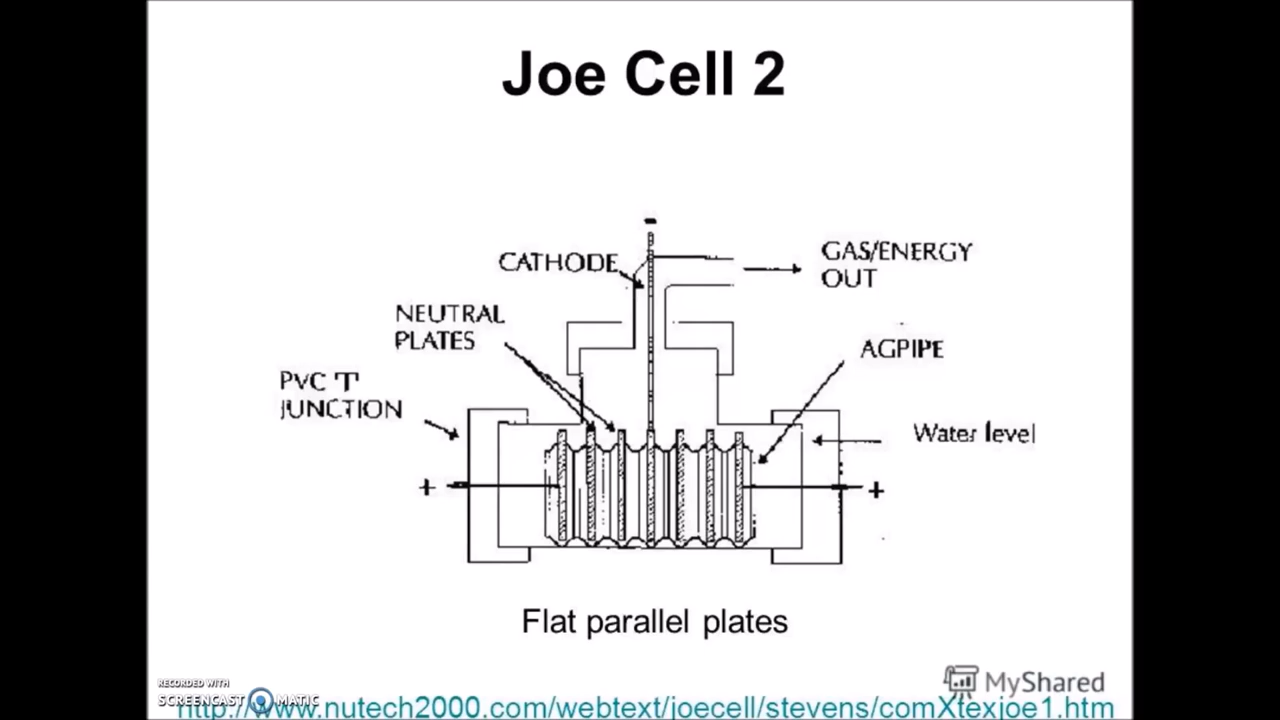 Joe Cell 2
-
CATHODE
GAS/ENERGY
OUT
NEUTRAL
PLATES
AGPIPE
PVC 'T'
JUNCTION
Water level
+
+
Flat parallel plates
MyShared
RECORDED WITH
SCREENCAST MATIC
http://www.nutech2000.com/webtext/joecell/stevens/comXtexjoe1.htm